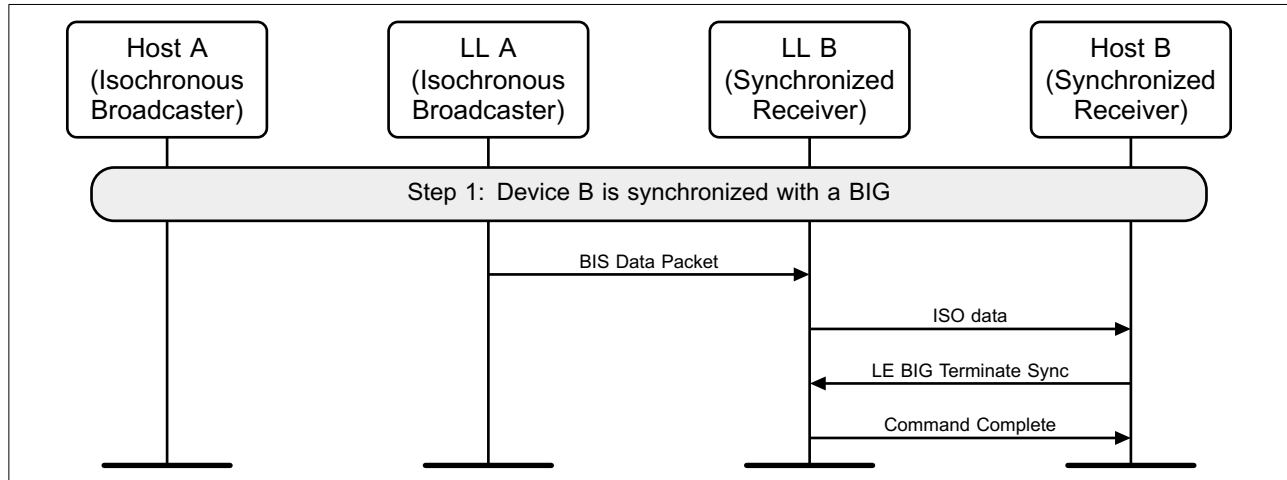 Host A
(Isochronous
Broadcaster)
LL A
(Isochronous
Broadcaster)
LL B
(Synchronized
Receiver)
Host B
(Synchronized
Receiver)
Step 1: Device B is synchronized with a BIG
BIS Data Packet
ISO data
LE BIG Terminate Sync
Command Complete